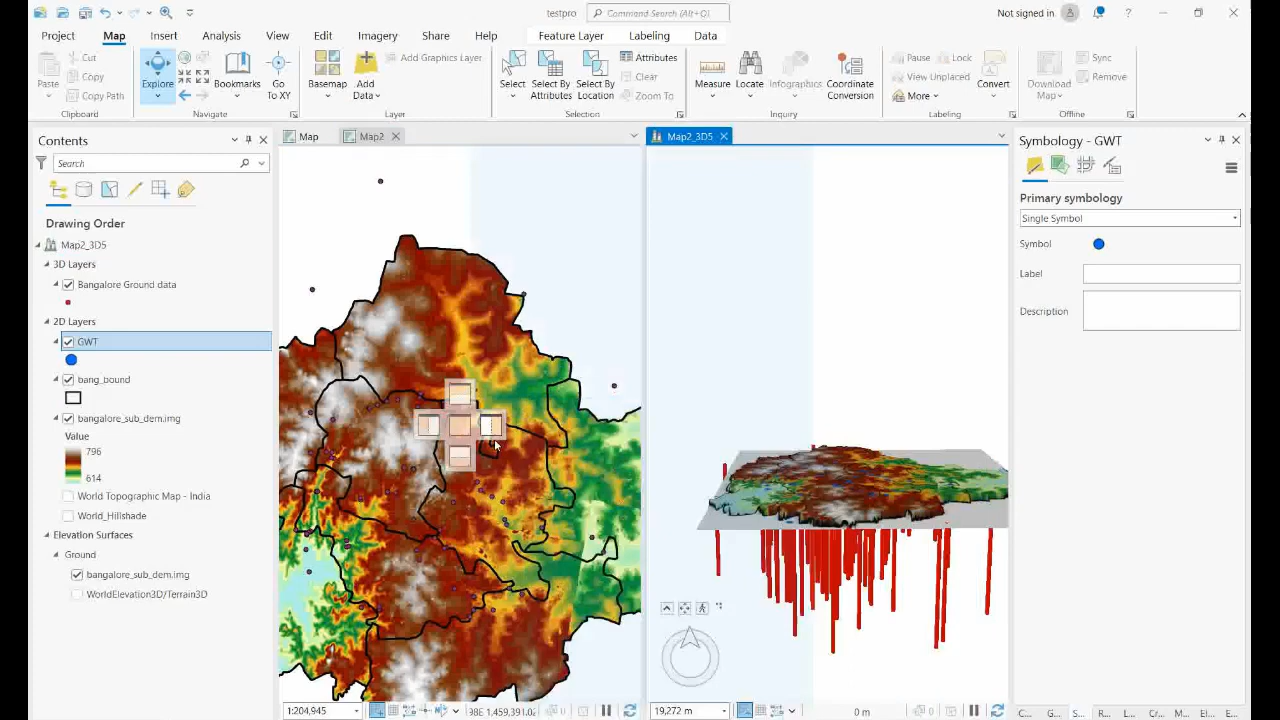 testpro
Command Search (Alt+Q)
Not signed in
?
Project Map Insert Analysis View Edit Imagery Share Help Feature Layer Labeling Data
Paste
Cut
Copy
Copy Path
Clipboard
Explore
Bookmarks
Go To XY
Navigate
Basemap
Add Data
Add Graphics Layer
Layer
Select
Select By Attributes
Select By Location
Attributes
Clear
Zoom To
Selection
Measure
Locate
Infographics
Coordinate Conversion
Inquiry
Pause
Lock
View Unplaced
More
Convert
Labeling
Download Map
Sync
Remove
Offline
Contents
Search
Drawing Order
Map2_3D5
3D Layers
Bangalore Ground data
2D Layers
GWT
bang_bound
bangalore_sub_dem.img
Value
796
614
World Topographic Map - India
World_Hillshade
Elevation Surfaces
Ground
bangalore_sub_dem.img
WorldElevation3D/Terrain3D
Map
Map2
1:204,945
Map2_3D5
19,272 m
0 m
Symbology - GWT
Primary symbology
Single Symbol
Symbol
Label
Description
C... G... S... L... C... R... L... C... M... El... E...